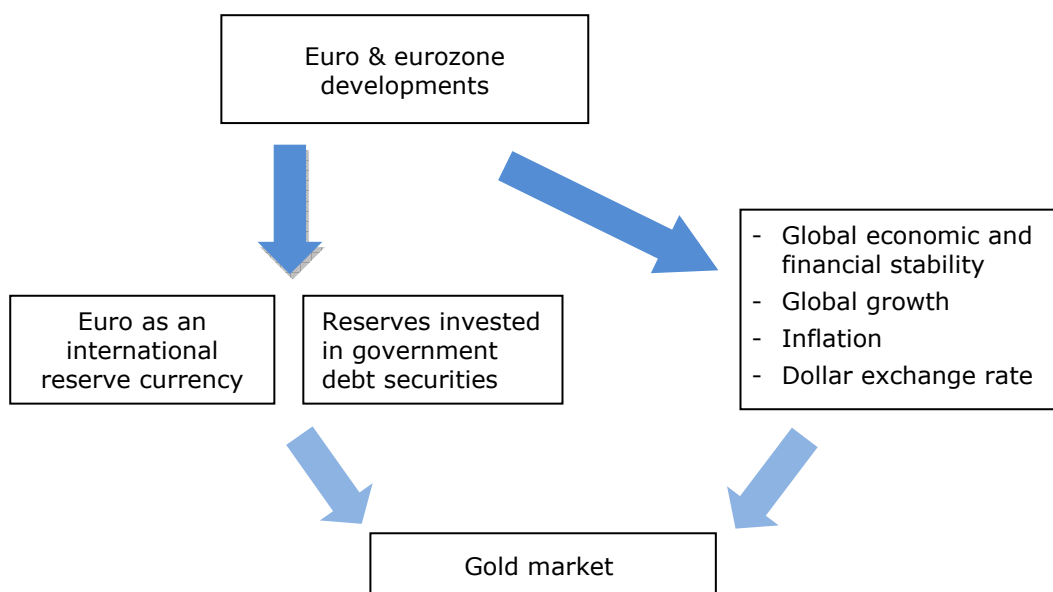 Euro & eurozone
developments
Euro as an
international
reserve currency
Reserves invested
in government
debt securities
- Global economic and
financial stability
- Global growth
- Inflation
- Dollar exchange rate
Gold market